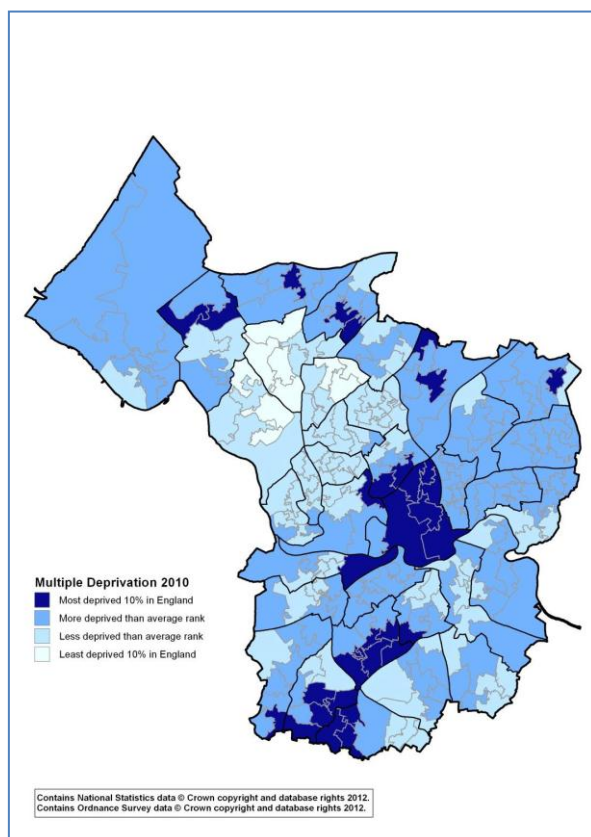 Multiple Deprivation 2010
Most deprived 10% in England
More deprived than average rank
Less deprived than average rank
Least deprived 10% in England
Contains National Statistics data © Crown copyright and database rights 2012.
Contains Ordnance Survey data © Crown copyright and database rights 2012.